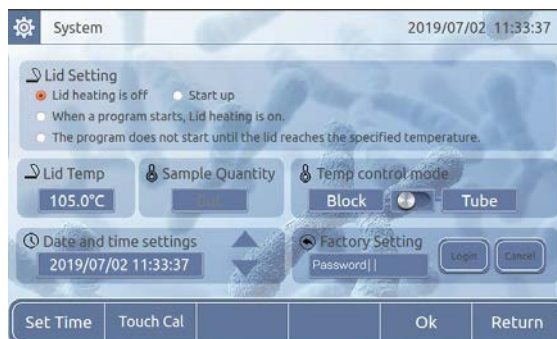 System 2019/07/02 11:33:37
Lid Setting
Lid heating is off Start up
When a program starts, Lid heating is on.
The program does not start until the lid reaches the specified temperature.
Lid Temp Sample Quantity Temp control mode
105.0°C Block Tube
Date and time settings Factory Setting
2019/07/02 11:33:37 Password|| Login Cancel
Set Time Touch Cal Ok Return